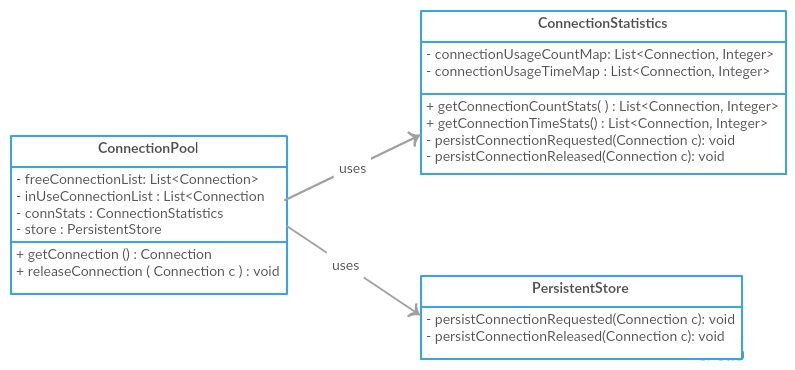 ConnectionStatistics
- connectionUsageCountMap: List<Connection, Integer>
- connectionUsageTimeMap : List<Connection, Integer>
+ getConnectionCountStats( ) : List<Connection, Integer>
+ getConnectionTimeStats() : List<Connection, Integer>
- persistConnectionRequested(Connection c): void
- persistConnectionReleased(Connection c): void
ConnectionPool
- freeConnectionList: List<Connection>
- inUseConnectionList : List<Connection
- connStats : ConnectionStatistics
- store : PersistentStore
+ getConnection () : Connection
+ releaseConnection ( Connection c ) : void
uses
uses
PersistentStore
- persistConnectionRequested(Connection c): void
- persistConnectionReleased(Connection c): void